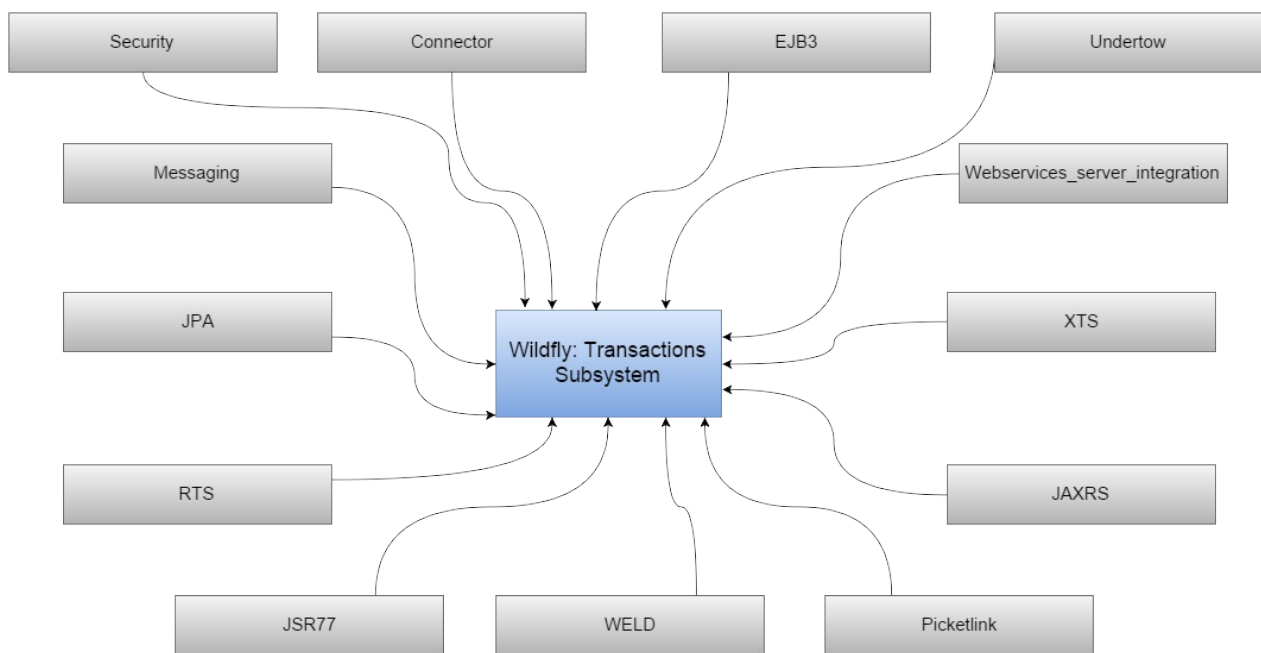 Security
Connector
EJB3
Undertow
Messaging
Webservices_server_integration
JPA
Wildfly: Transactions
Subsystem
XTS
RTS
JAXRS
JSR77
WELD
Picketlink